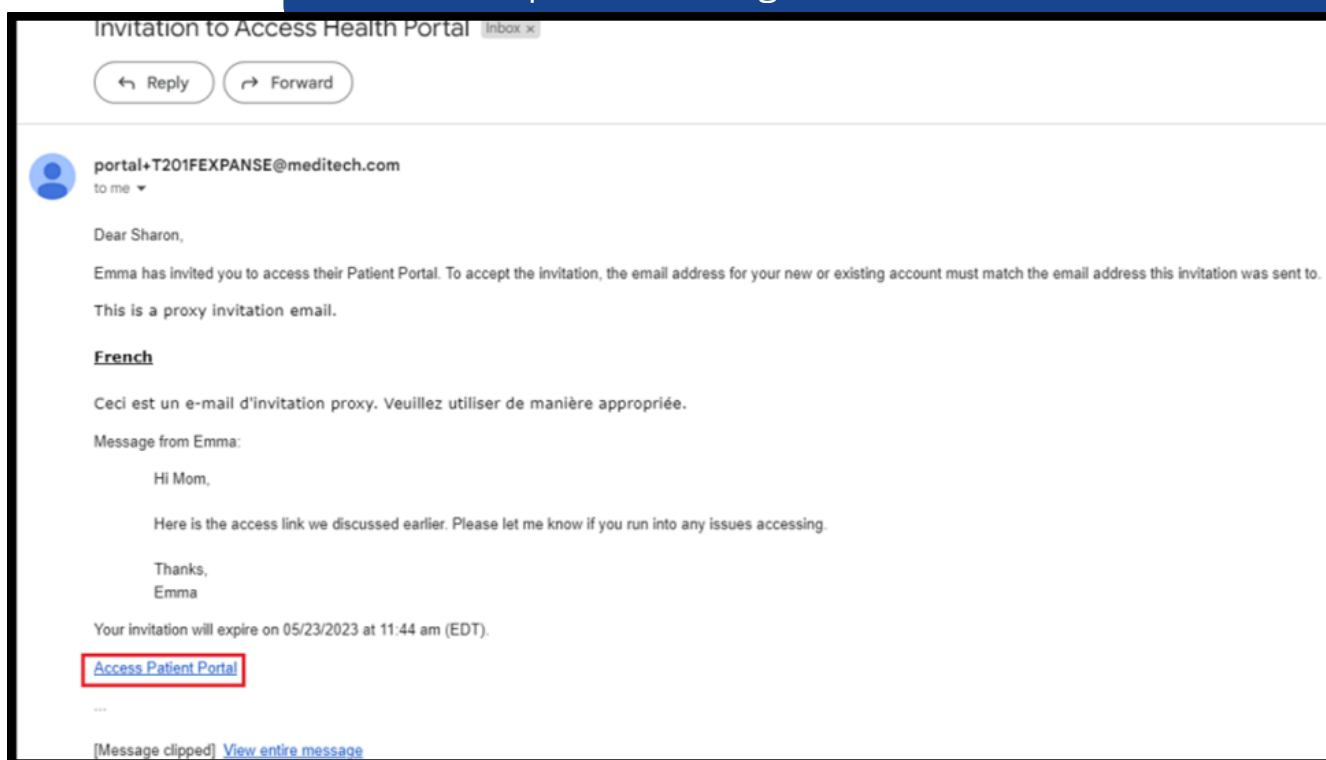 Invitation to Access Health Portal Inbox ×
Reply Forward
portal+T201FEXPANSE@meditech.com
to me
Dear Sharon,
Emma has invited you to access their Patient Portal. To accept the invitation, the email address for your new or existing account must match the email address this invitation was sent to.
This is a proxy invitation email.
French
Ceci est un e-mail d'invitation proxy. Veuillez utiliser de manière appropriée.
Message from Emma:
Hi Mom,
Here is the access link we discussed earlier. Please let me know if you run into any issues accessing.
Thanks,
Emma
Your invitation will expire on 05/23/2023 at 11:44 am (EDT).
Access Patient Portal
...
[Message clipped] View entire message